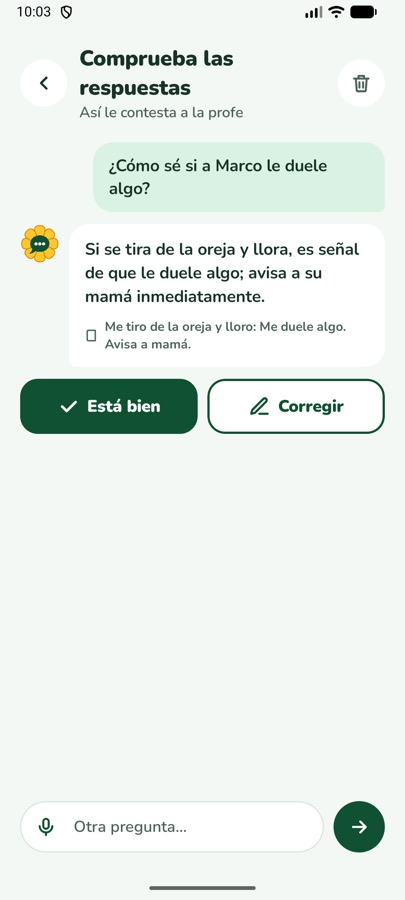 10:03
Comprueba las
respuestas
Así le contesta a la profe
¿Cómo sé si a Marco le duele
algo?
Si se tira de la oreja y llora, es señal
de que le duele algo; avisa a su
mamá inmediatamente.
Me tiro de la oreja y lloro: Me duele algo.
Avisa a mamá.
Está bien
Corregir
Otra pregunta...